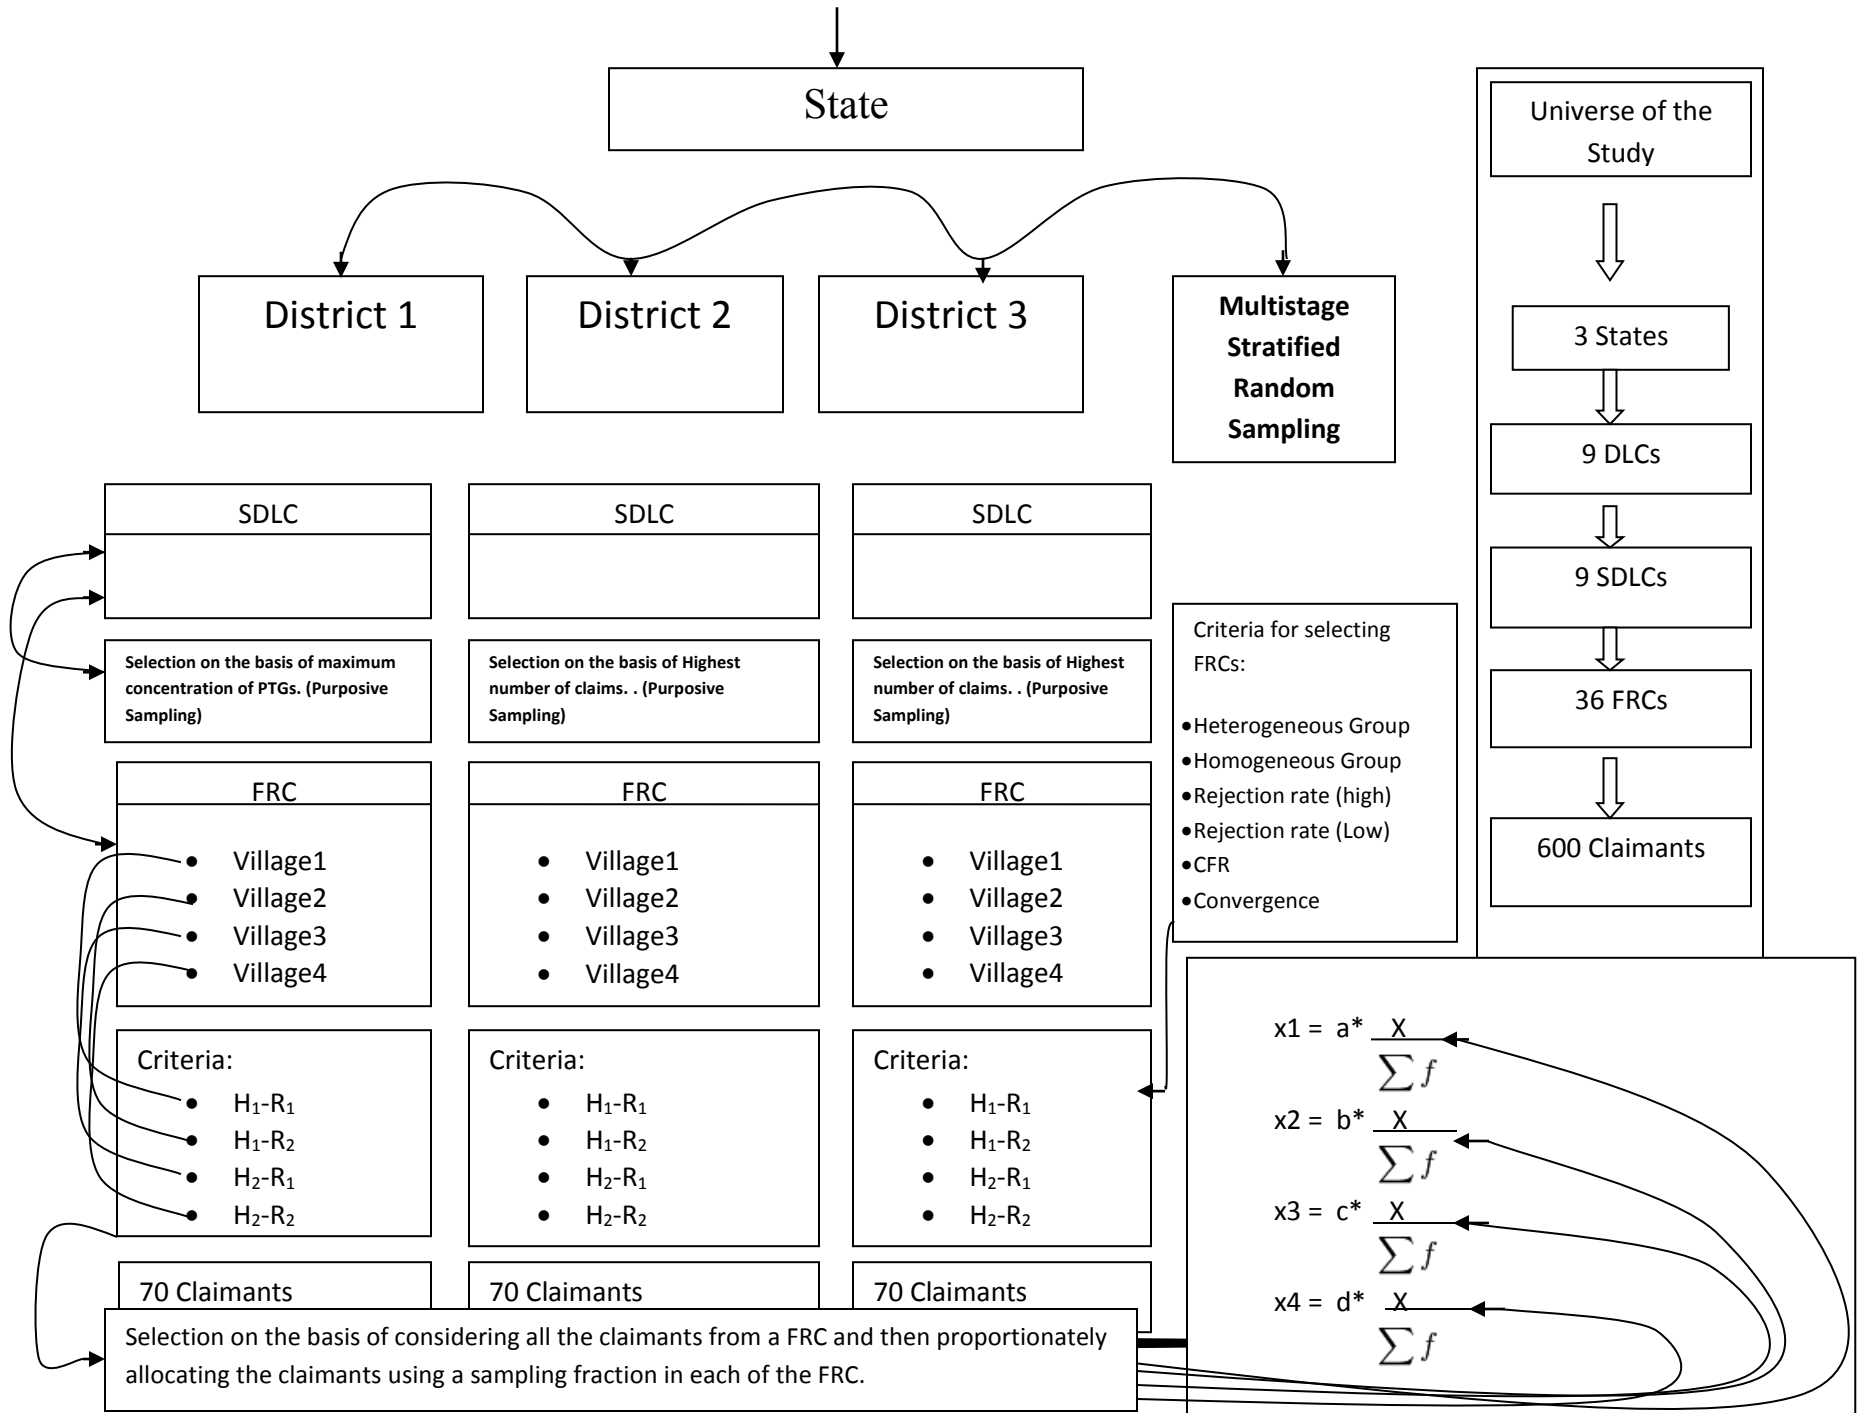 State
Universe of the
Study
District 1
District 2
District 3
Multistage
Stratified
Random
Sampling
3 States
9 DLCs
9 SDLCs
36 FRCs
600 Claimants
SDLC
SDLC
SDLC
Selection on the basis of maximum
concentration of PTGs. (Purposive
Sampling)
Selection on the basis of Highest
number of claims. . (Purposive
Sampling)
Selection on the basis of Highest
number of claims. . (Purposive
Sampling)
Criteria for selecting
FRCs:
•Heterogeneous Group
•Homogeneous Group
•Rejection rate (high)
•Rejection rate (Low)
•CFR
•Convergence
FRC
• Village1
• Village2
• Village3
• Village4
FRC
• Village1
• Village2
• Village3
• Village4
FRC
• Village1
• Village2
• Village3
• Village4
Criteria:
• H₁-R₁
• H₁-R₂
• H₂-R₁
• H₂-R₂
Criteria:
• H₁-R₁
• H₁-R₂
• H₂-R₁
• H₂-R₂
Criteria:
• H₁-R₁
• H₁-R₂
• H₂-R₁
• H₂-R₂
70 Claimants
70 Claimants
70 Claimants
Selection on the basis of considering all the claimants from a FRC and then proportionately
allocating the claimants using a sampling fraction in each of the FRC.
x1 = a* X
∑ f
x2 = b* X
∑ f
x3 = c* X
∑ f
x4 = d* X
∑ f